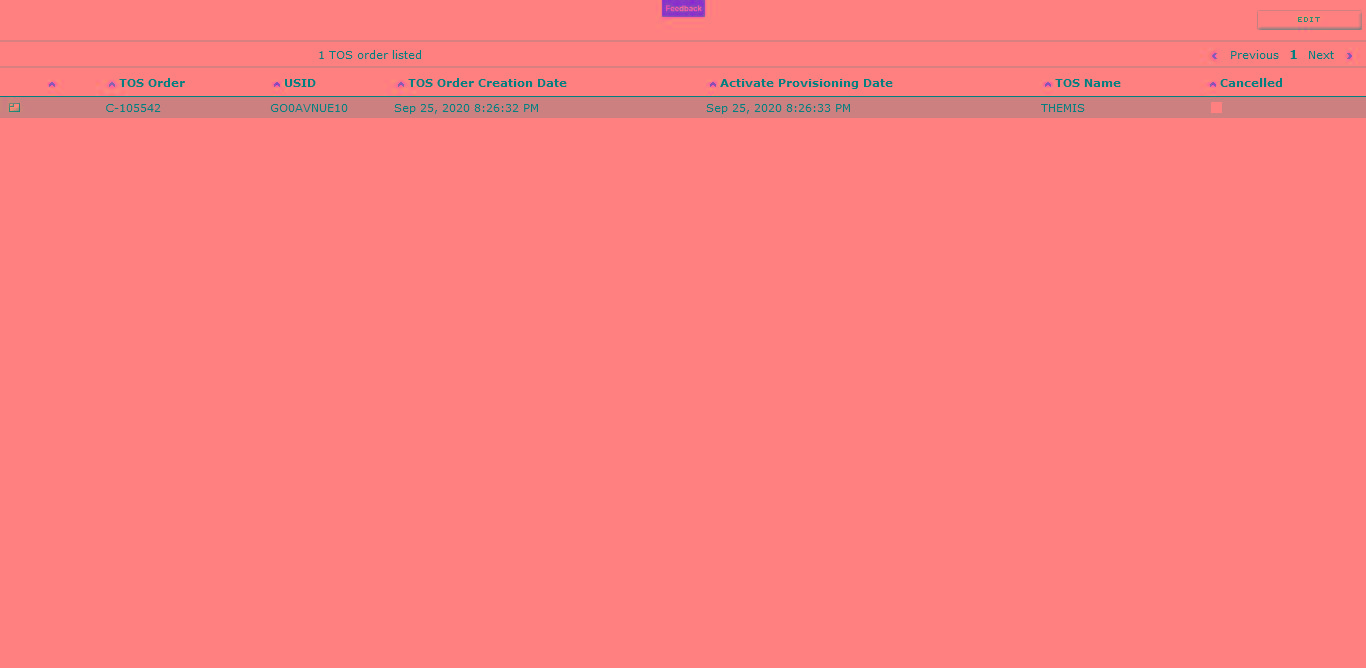 Feedback
EDIT
1 TOS order listed Previous 1 Next
TOS Order USID TOS Order Creation Date Activate Provisioning Date TOS Name Cancelled
C-105542 GO0AVNUE10 Sep 25, 2020 8:26:32 PM Sep 25, 2020 8:26:33 PM THEMIS